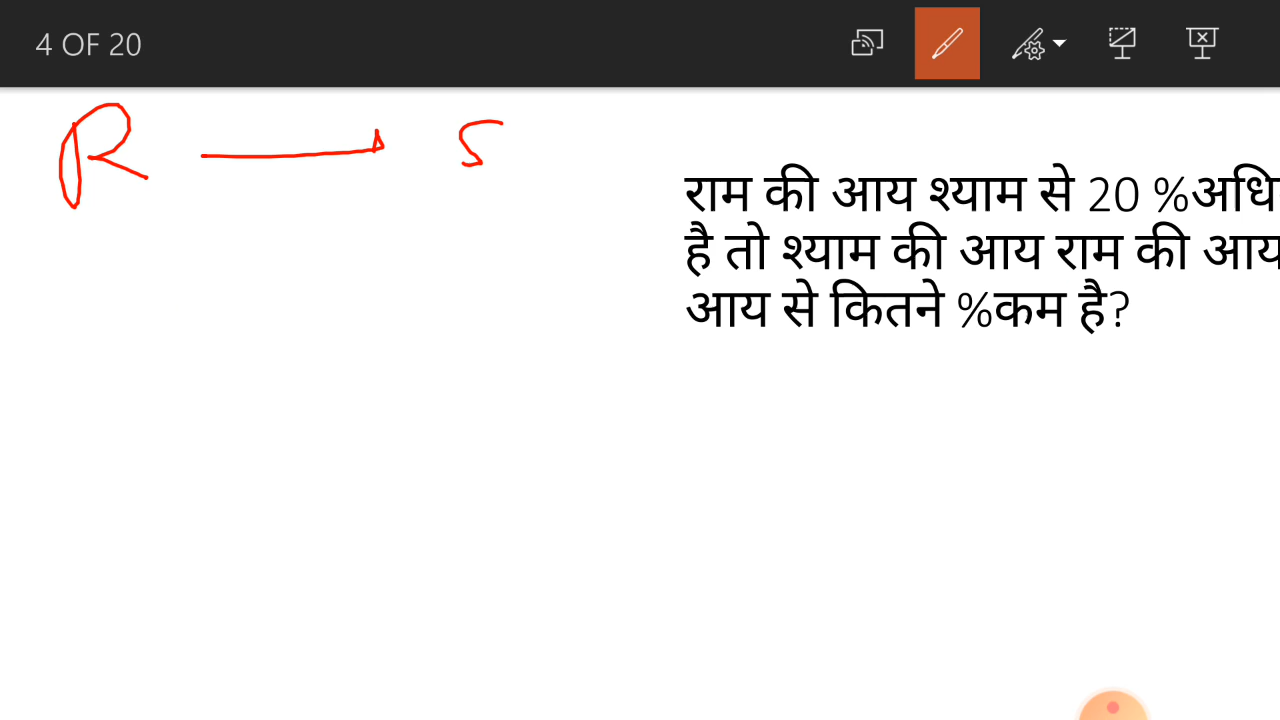 4 OF 20
R → S
राम की आय श्याम से 20 %अधि
है तो श्याम की आय राम की आय
आय से कितने %कम है?